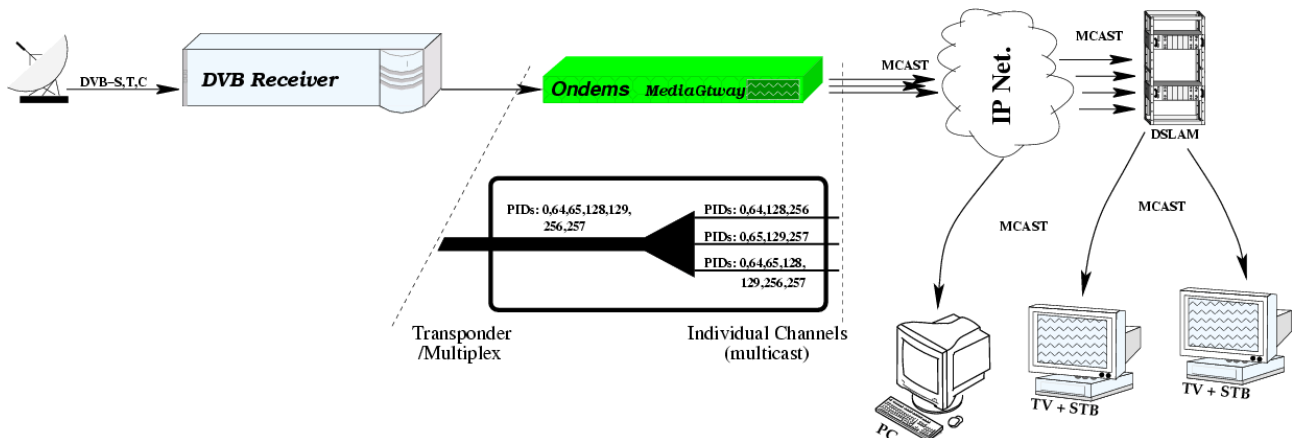 DVB–S,T,C
DVB Receiver
Ondems MediaGtway
MCAST
IP Net.
MCAST
DSLAM
PIDs: 0,64,65,128,129,
256,257
PIDs: 0,64,128,256
PIDs: 0,65,129,257
PIDs: 0,64,65,128,
129,256,257
MCAST
MCAST
Transponder
/Multiplex
Individual Channels
(multicast)
PC
TV + STB
TV + STB